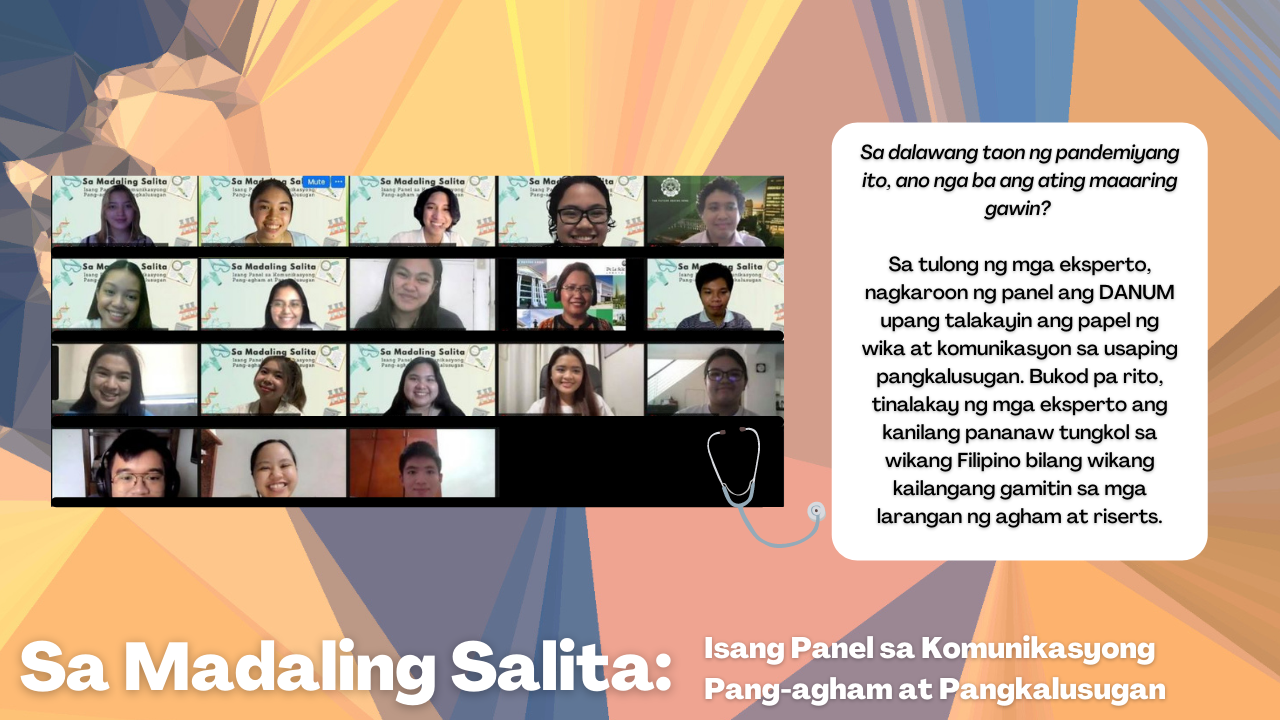 Sa Madaling Salita
Isang Panel sa Komunikasyong
Pang-agham at Pangkalusugan
Mute
Sa dalawang taon ng pandemiyang
ito, ano nga ba ang ating maaaring
gawin?
Sa tulong ng mga eksperto,
nagkaroon ng panel ang DANUM
upang talakayin ang papel ng
wika at komunikasyon sa usaping
pangkalusugan. Bukod pa rito,
tinalakay ng mga eksperto ang
kanilang pananaw tungkol sa
wikang Filipino bilang wikang
kailangang gamitin sa mga
larangan ng agham at riserts.
Sa Madaling Salita:
Isang Panel sa Komunikasyong
Pang-agham at Pangkalusugan